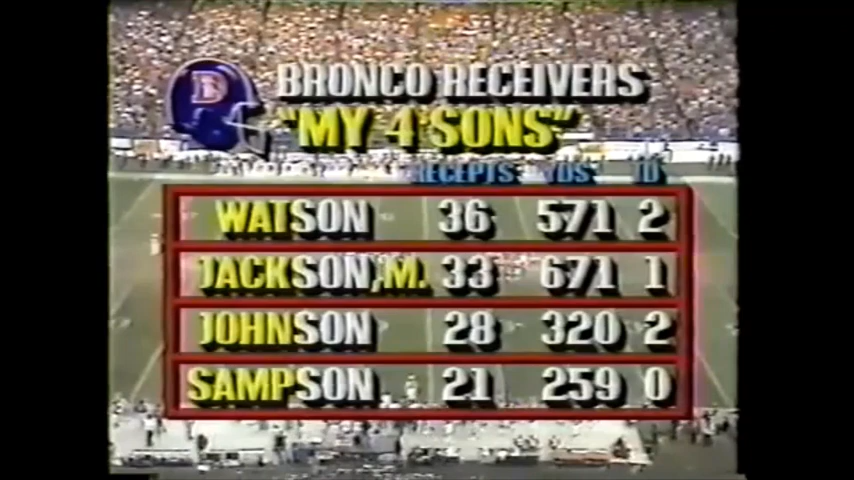 D
BRONCO RECEIVERS
"MY 4 SONS"
RECEPTS YDS TD
WATSON 36 571 2
JACKSON, M. 33 671 1
JOHNSON 28 320 2
SAMPSON 21 259 0